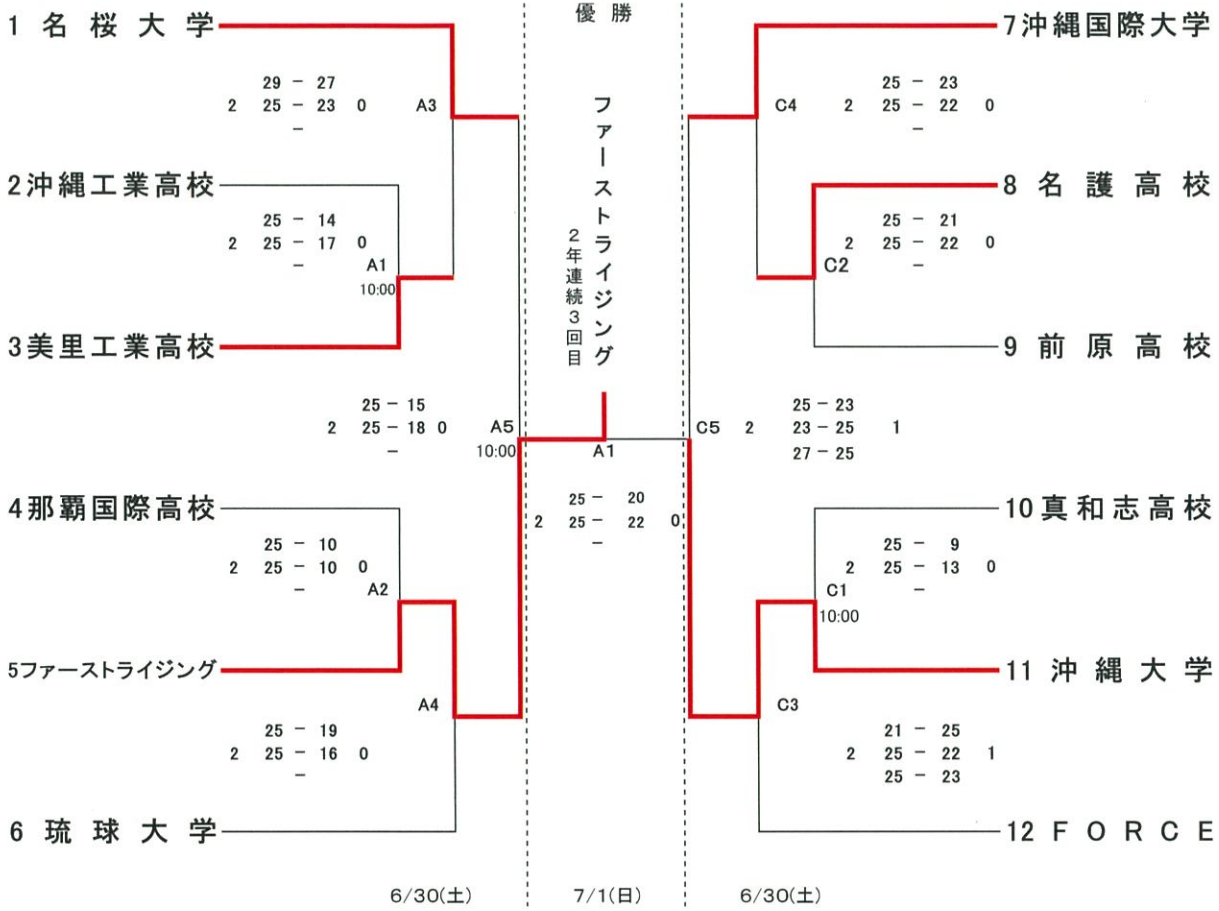 優 勝
ファーストライジング
2年連続3回目
1 名 桜 大 学
29 － 27
2 25 － 23 0
－
A3
2沖縄工業高校
25 － 14
2 25 － 17 0
－
A1
10:00
3美里工業高校
25 － 15
2 25 － 18 0
－
A5
10:00
4那覇国際高校
25 － 10
2 25 － 10 0
－
A2
5ファーストライジング
A4
25 － 19
2 25 － 16 0
－
6 琉 球 大 学
A1
25 － 20
2 25 － 22 0
－
7沖縄国際大学
25 － 23
C4 2 25 － 22 0
－
8 名 護 高 校
25 － 21
2 25 － 22 0
－
C2
9 前 原 高 校
25 － 23
C5 2 23 － 25 1
27 － 25
10真和志高校
25 － 9
2 25 － 13 0
－
C1
10:00
11 沖 縄 大 学
C3
21 － 25
2 25 － 22 1
25 － 23
12 F O R C E
6/30(土) 7/1(日) 6/30(土)